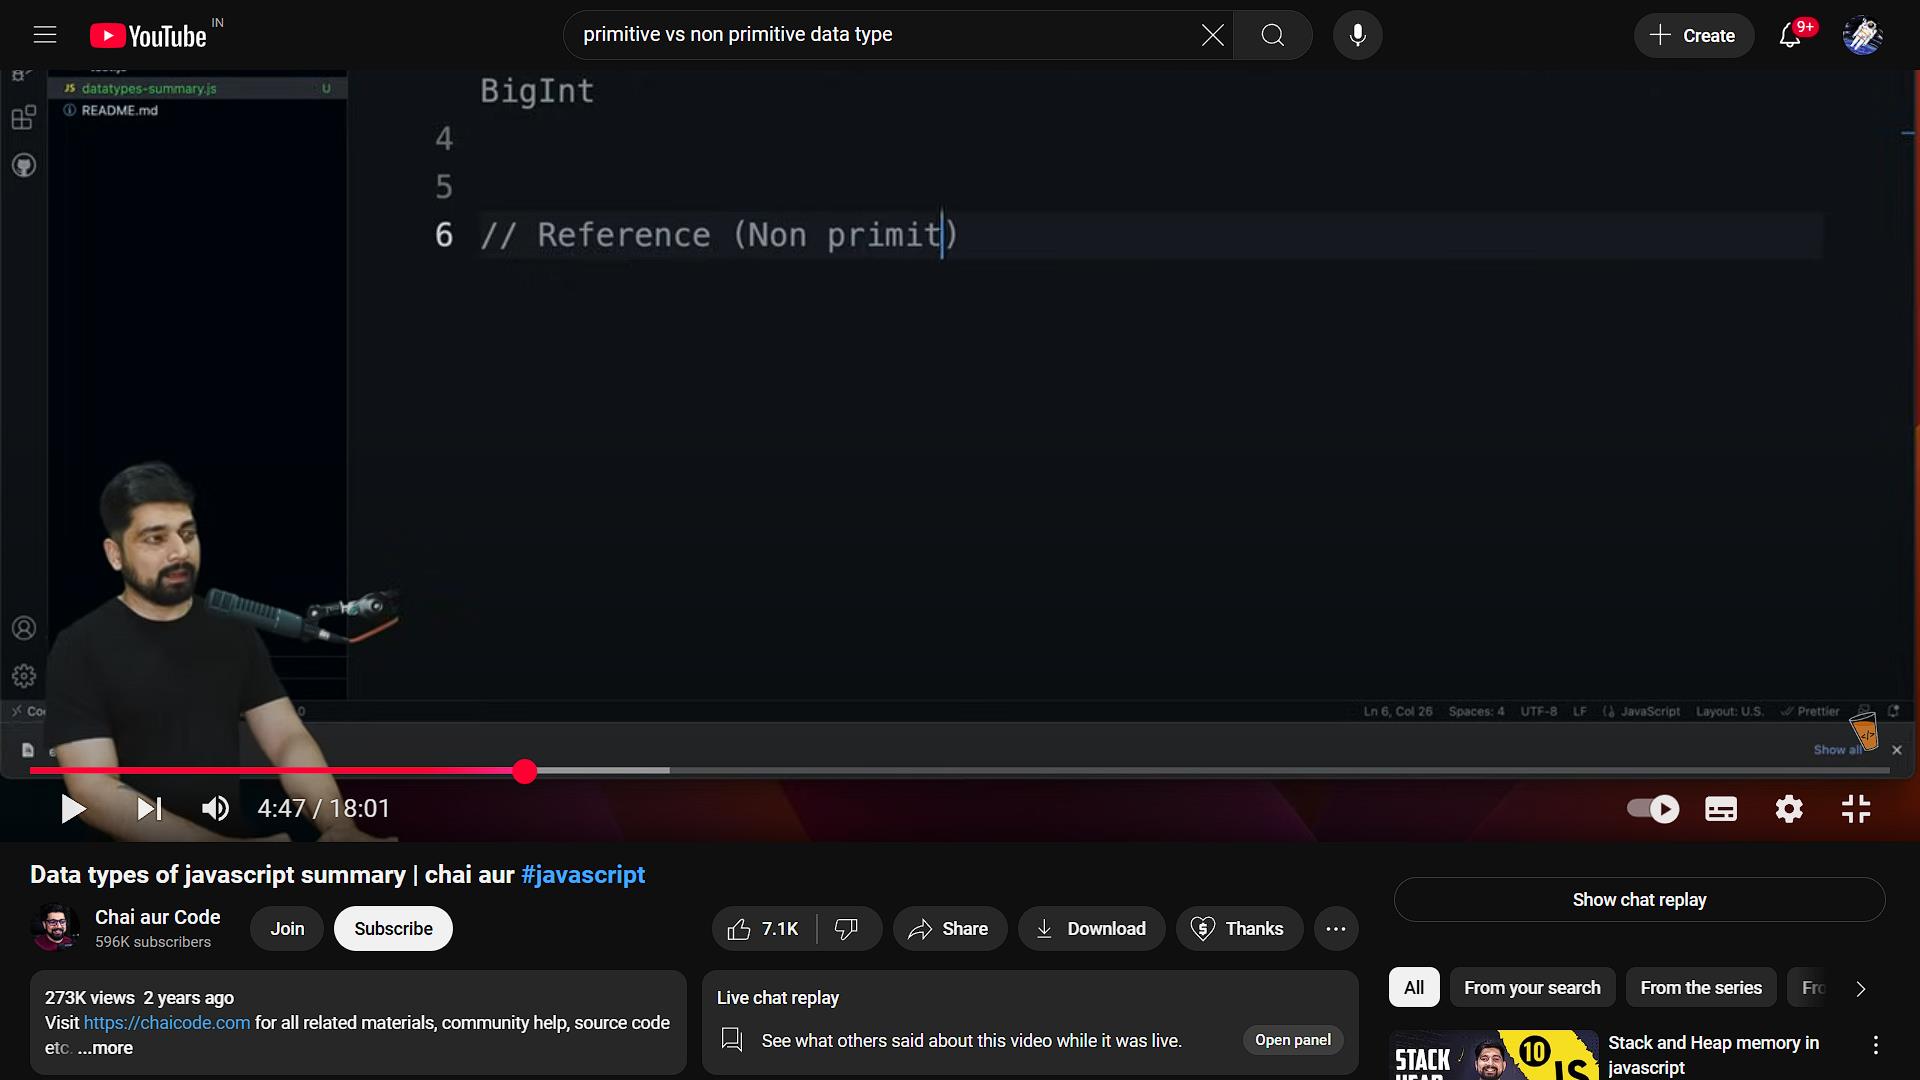 YouTube IN
primitive vs non primitive data type
Create
9+
JS datatypes-summary.js U
README.md
BigInt
4
5
6 // Reference (Non primit)
Ln 6, Col 26 Spaces: 4 UTF-8 LF JavaScript Layout: U.S. Prettier
Show all
4:47 / 18:01
Data types of javascript summary | chai aur #javascript
Chai aur Code
596K subscribers
Join
Subscribe
7.1K
Share
Download
Thanks
273K views 2 years ago
Visit https://chaicode.com for all related materials, community help, source code
etc. ...more
Live chat replay
See what others said about this video while it was live.
Open panel
Show chat replay
All
From your search
From the series
Fro
STACK
10
JS
Stack and Heap memory in
javascript